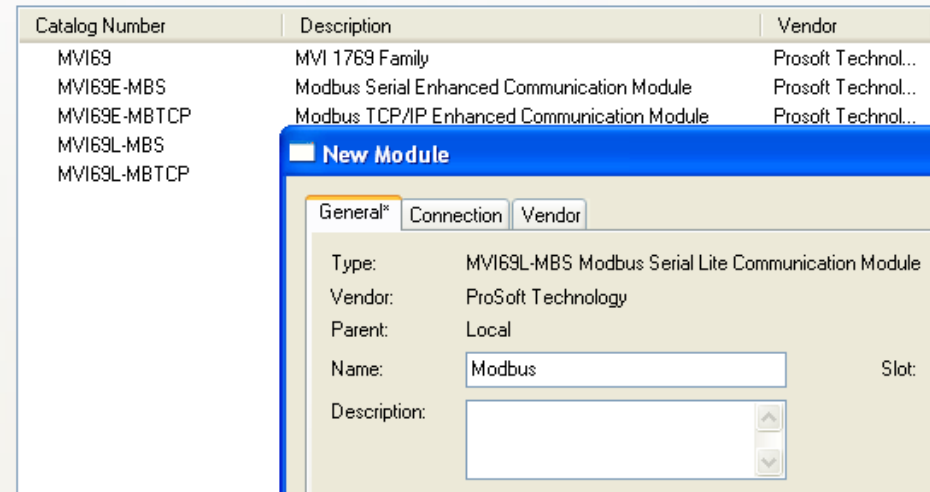 Catalog Number Description Vendor
MVI69 MVI 1769 Family Prosoft Technol...
MVI69E-MBS Modbus Serial Enhanced Communication Module Prosoft Technol...
MVI69E-MBTCP Modbus TCP/IP Enhanced Communication Module Prosoft Technol...
MVI69L-MBS
MVI69L-MBTCP
New Module
General* Connection Vendor
Type: MVI69L-MBS Modbus Serial Lite Communication Module
Vendor: ProSoft Technology
Parent: Local
Name: Modbus Slot:
Description: